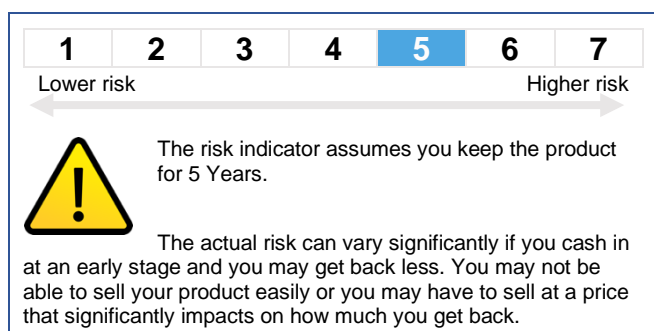 1 2 3 4 5 6 7
Lower risk Higher risk
The risk indicator assumes you keep the product
for 5 Years.
The actual risk can vary significantly if you cash in
at an early stage and you may get back less. You may not be
able to sell your product easily or you may have to sell at a price
that significantly impacts on how much you get back.